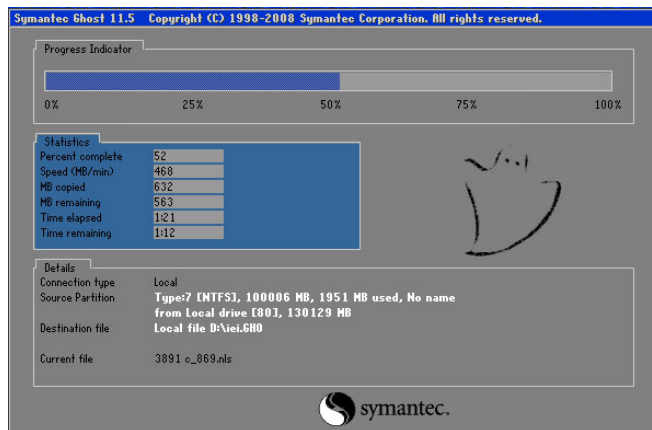 Symantec Ghost 11.5   Copyright (C) 1998-2008 Symantec Corporation. All rights reserved.
Progress Indicator
0%   25%   50%   75%   100%
Statistics
Percent complete   52
Speed (MB/min)   468
MB copied   632
MB remaining   563
Time elapsed   1:21
Time remaining   1:12
Details
Connection type   Local
Source Partition   Type:7 [NTFS], 100006 MB, 1951 MB used, No name
from Local drive [80], 130129 MB
Destination file   Local file D:\iei.GHO
Current file   3891 c_869.nls
symantec.